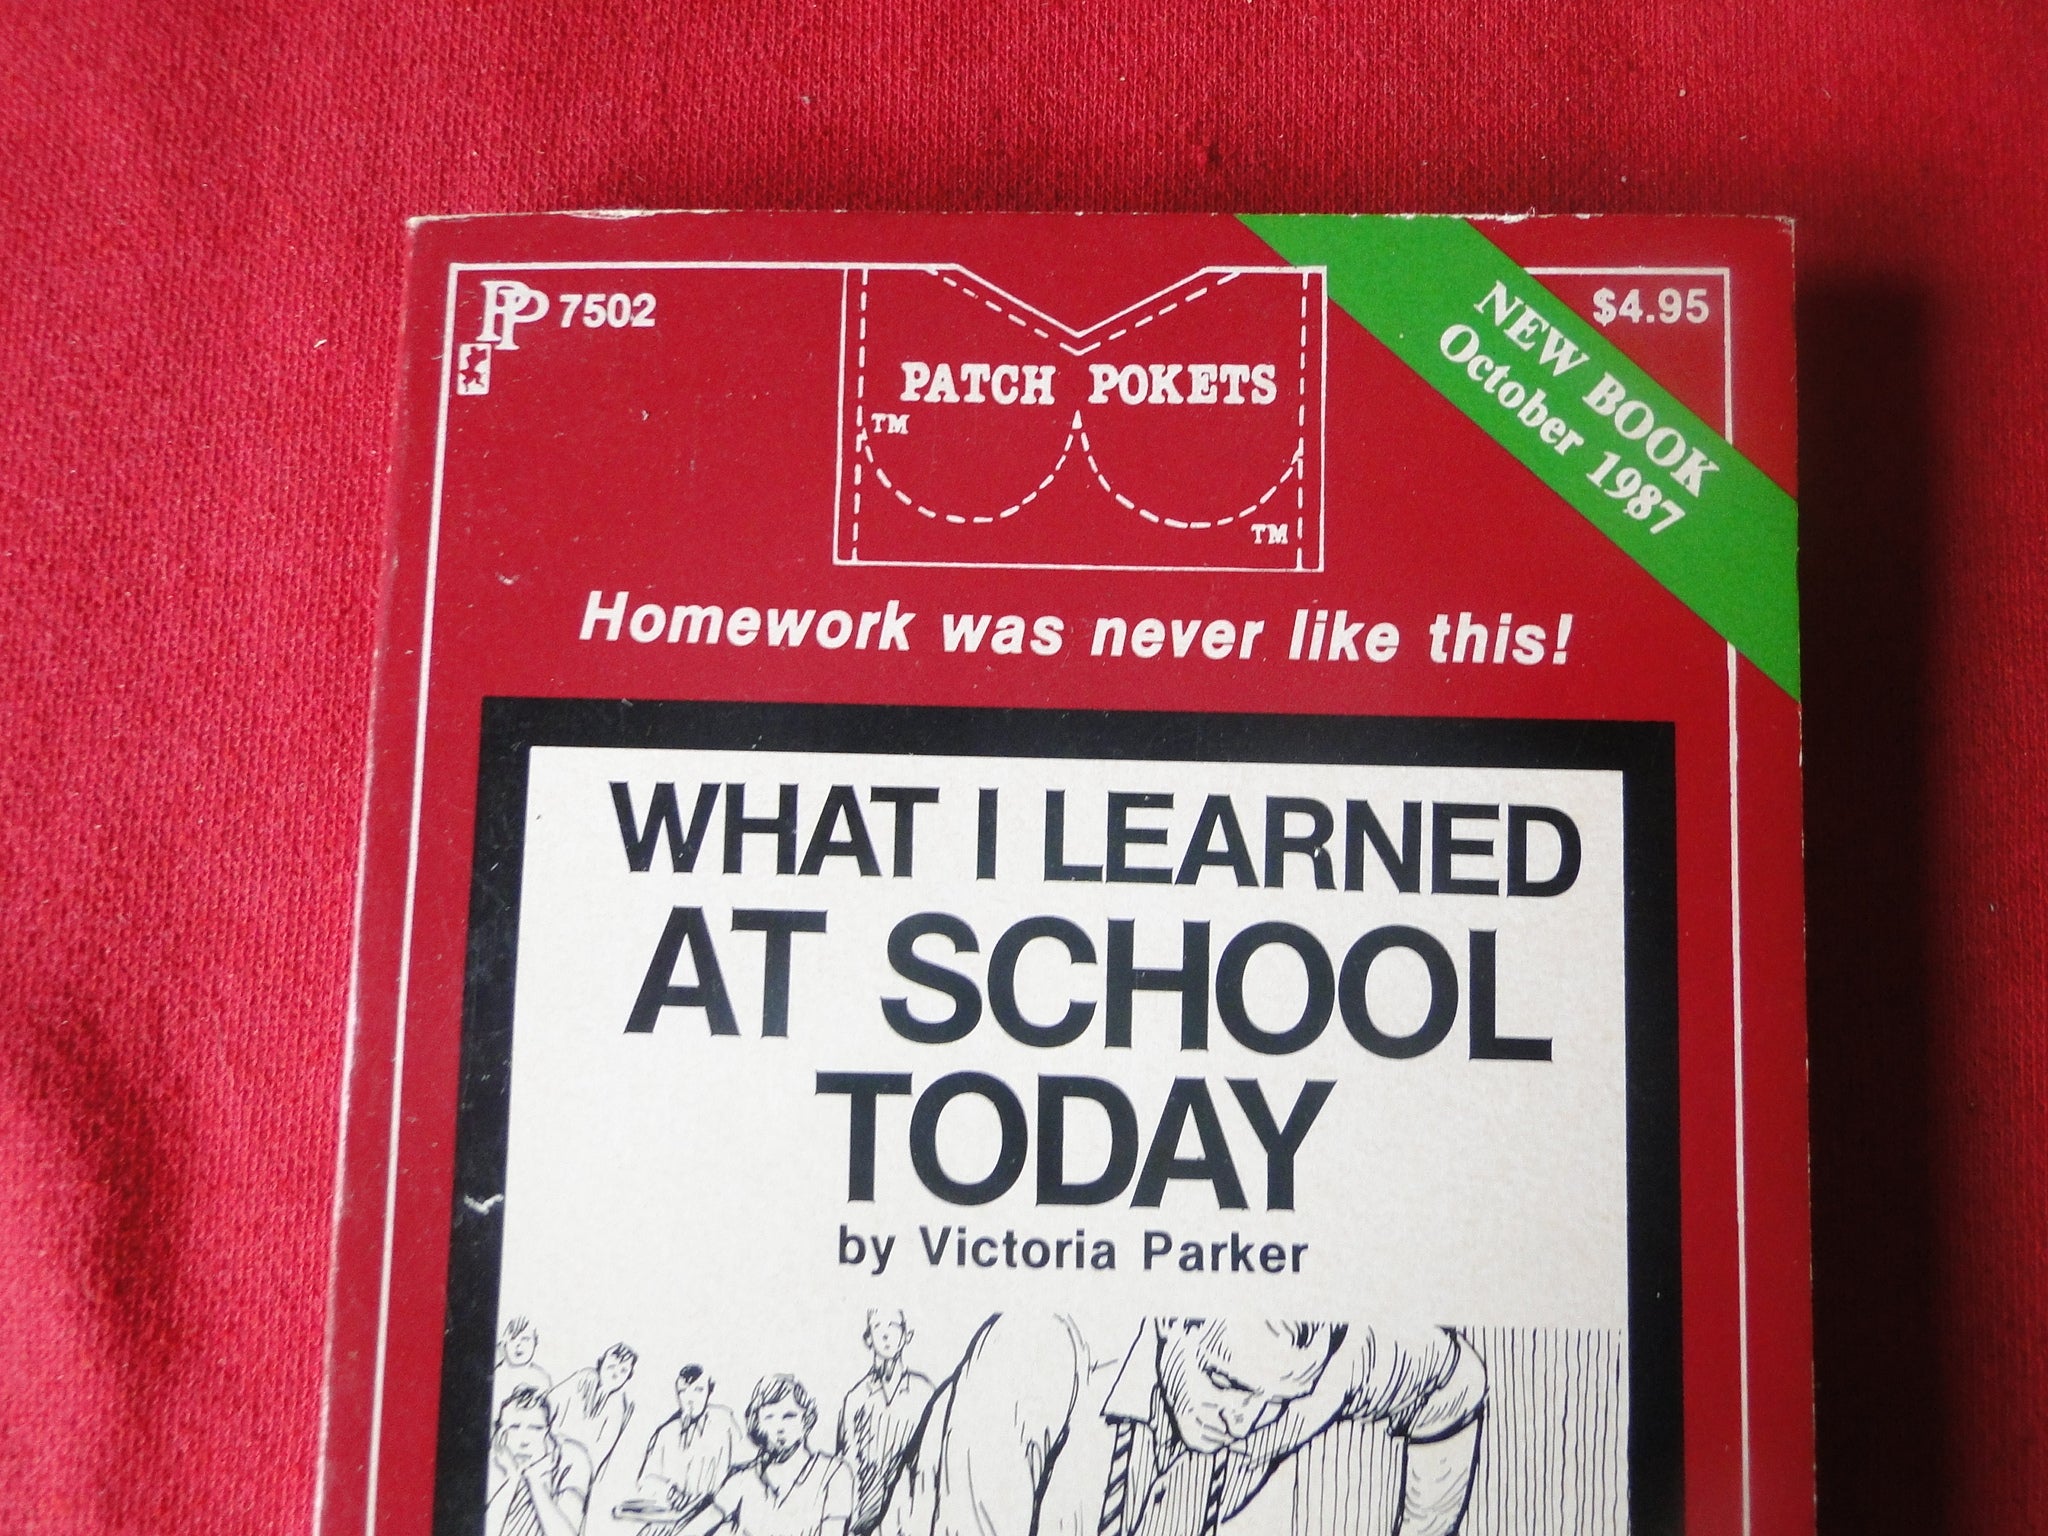 PP 7502
$4.95
PATCH POKETS
TM
TM
NEW BOOK
October 1987
Homework was never like this!
WHAT I LEARNED
AT SCHOOL
TODAY
by Victoria Parker